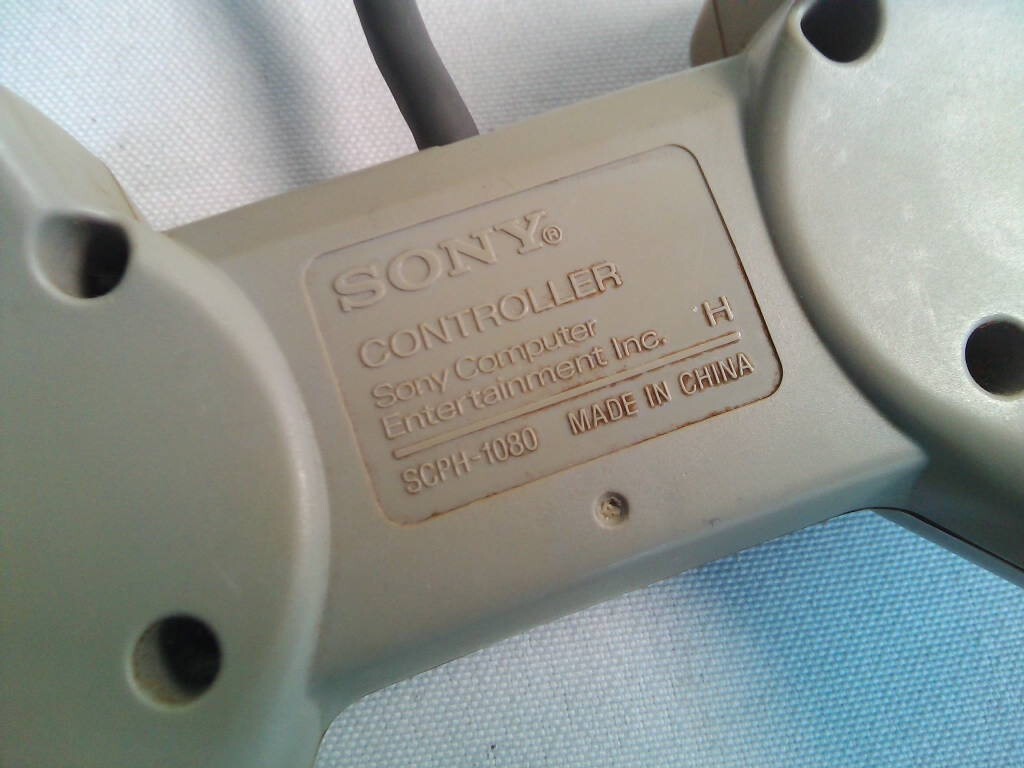 SONY®
CONTROLLER
Sony Computer
Entertainment Inc. H
SCPH-1080 MADE IN CHINA